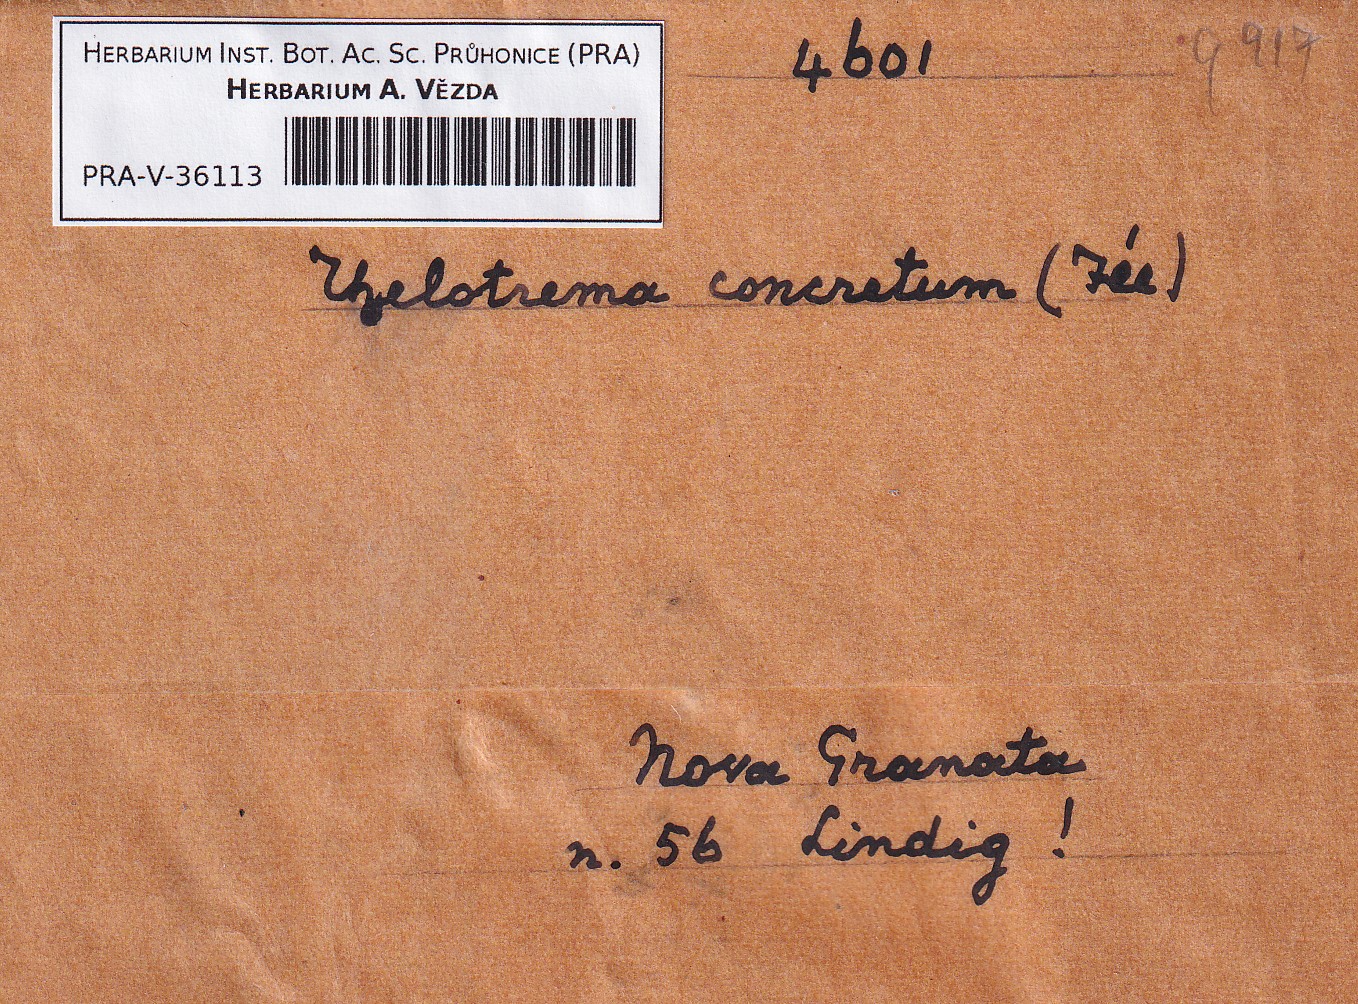 HERBARIUM INST. BOT. AC. SC. PRŮHONICE (PRA)
HERBARIUM A. VĚZDA
PRA-V-36113
4601
G 917
Thelotrema concretum (Fée)
Nova Granata
n. 56 Lindig !